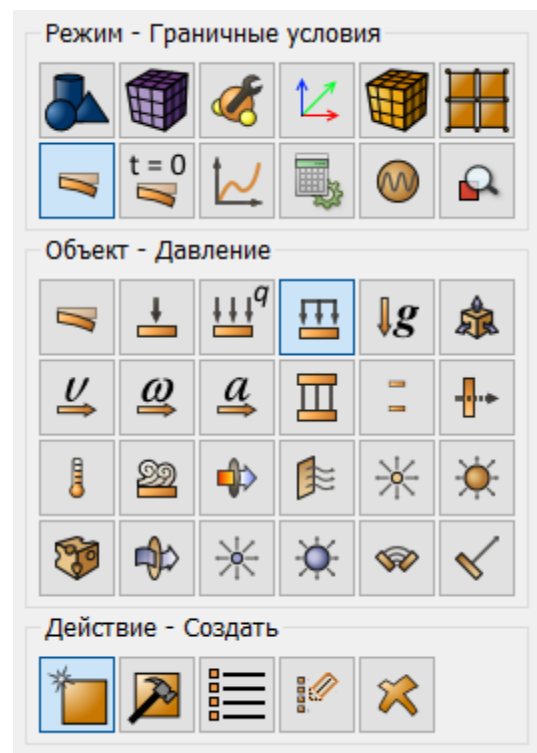 Режим - Граничные условия
t = 0
Объект - Давление
q
g
υ ω a
Действие - Создать